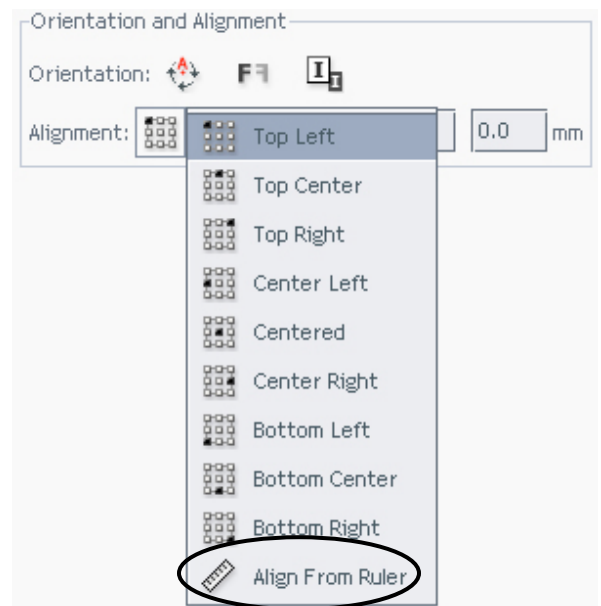 Orientation and Alignment
Orientation: A F F I I
Alignment: 0.0 mm
Top Left
Top Center
Top Right
Center Left
Centered
Center Right
Bottom Left
Bottom Center
Bottom Right
Align From Ruler